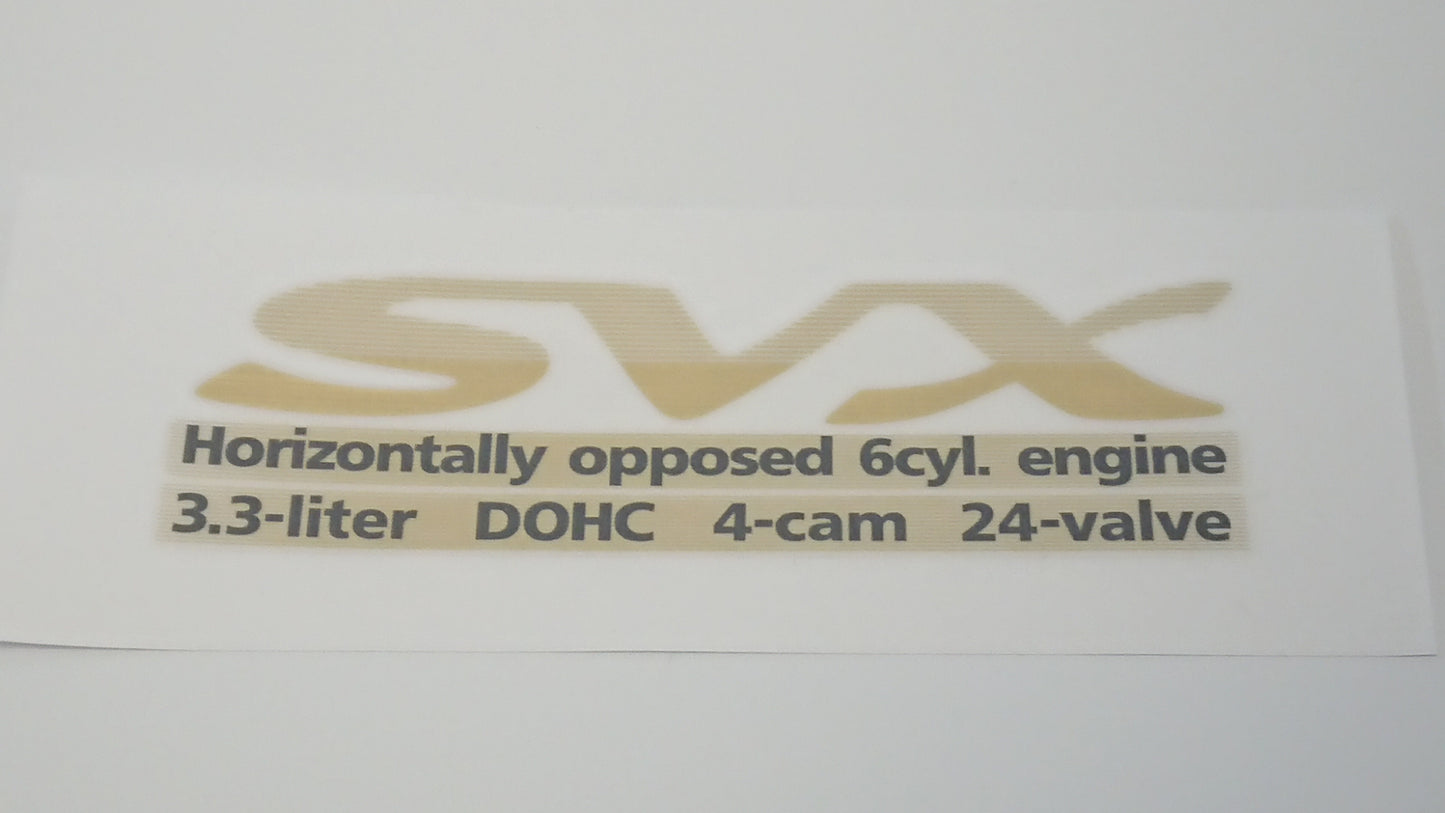 SVX
Horizontally opposed 6cyl. engine
3.3-liter DOHC 4-cam 24-valve